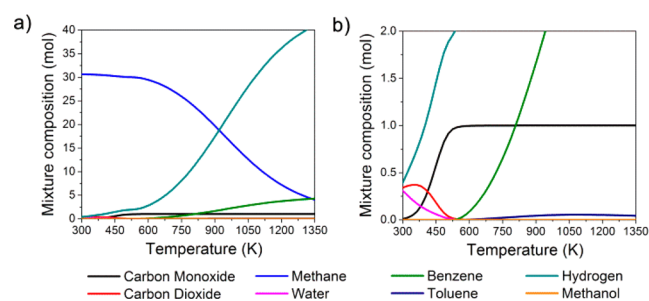 a)
b)
Mixture composition (mol)
40
35
30
25
20
15
10
5
0
300 450 600 750 900 1050 1200 1350
Temperature (K)
Mixture composition (mol)
2.0
1.5
1.0
0.5
0.0
300 450 600 750 900 1050 1200 1350
Temperature (K)
Carbon Monoxide Methane Benzene Hydrogen
Carbon Dioxide Water Toluene Methanol